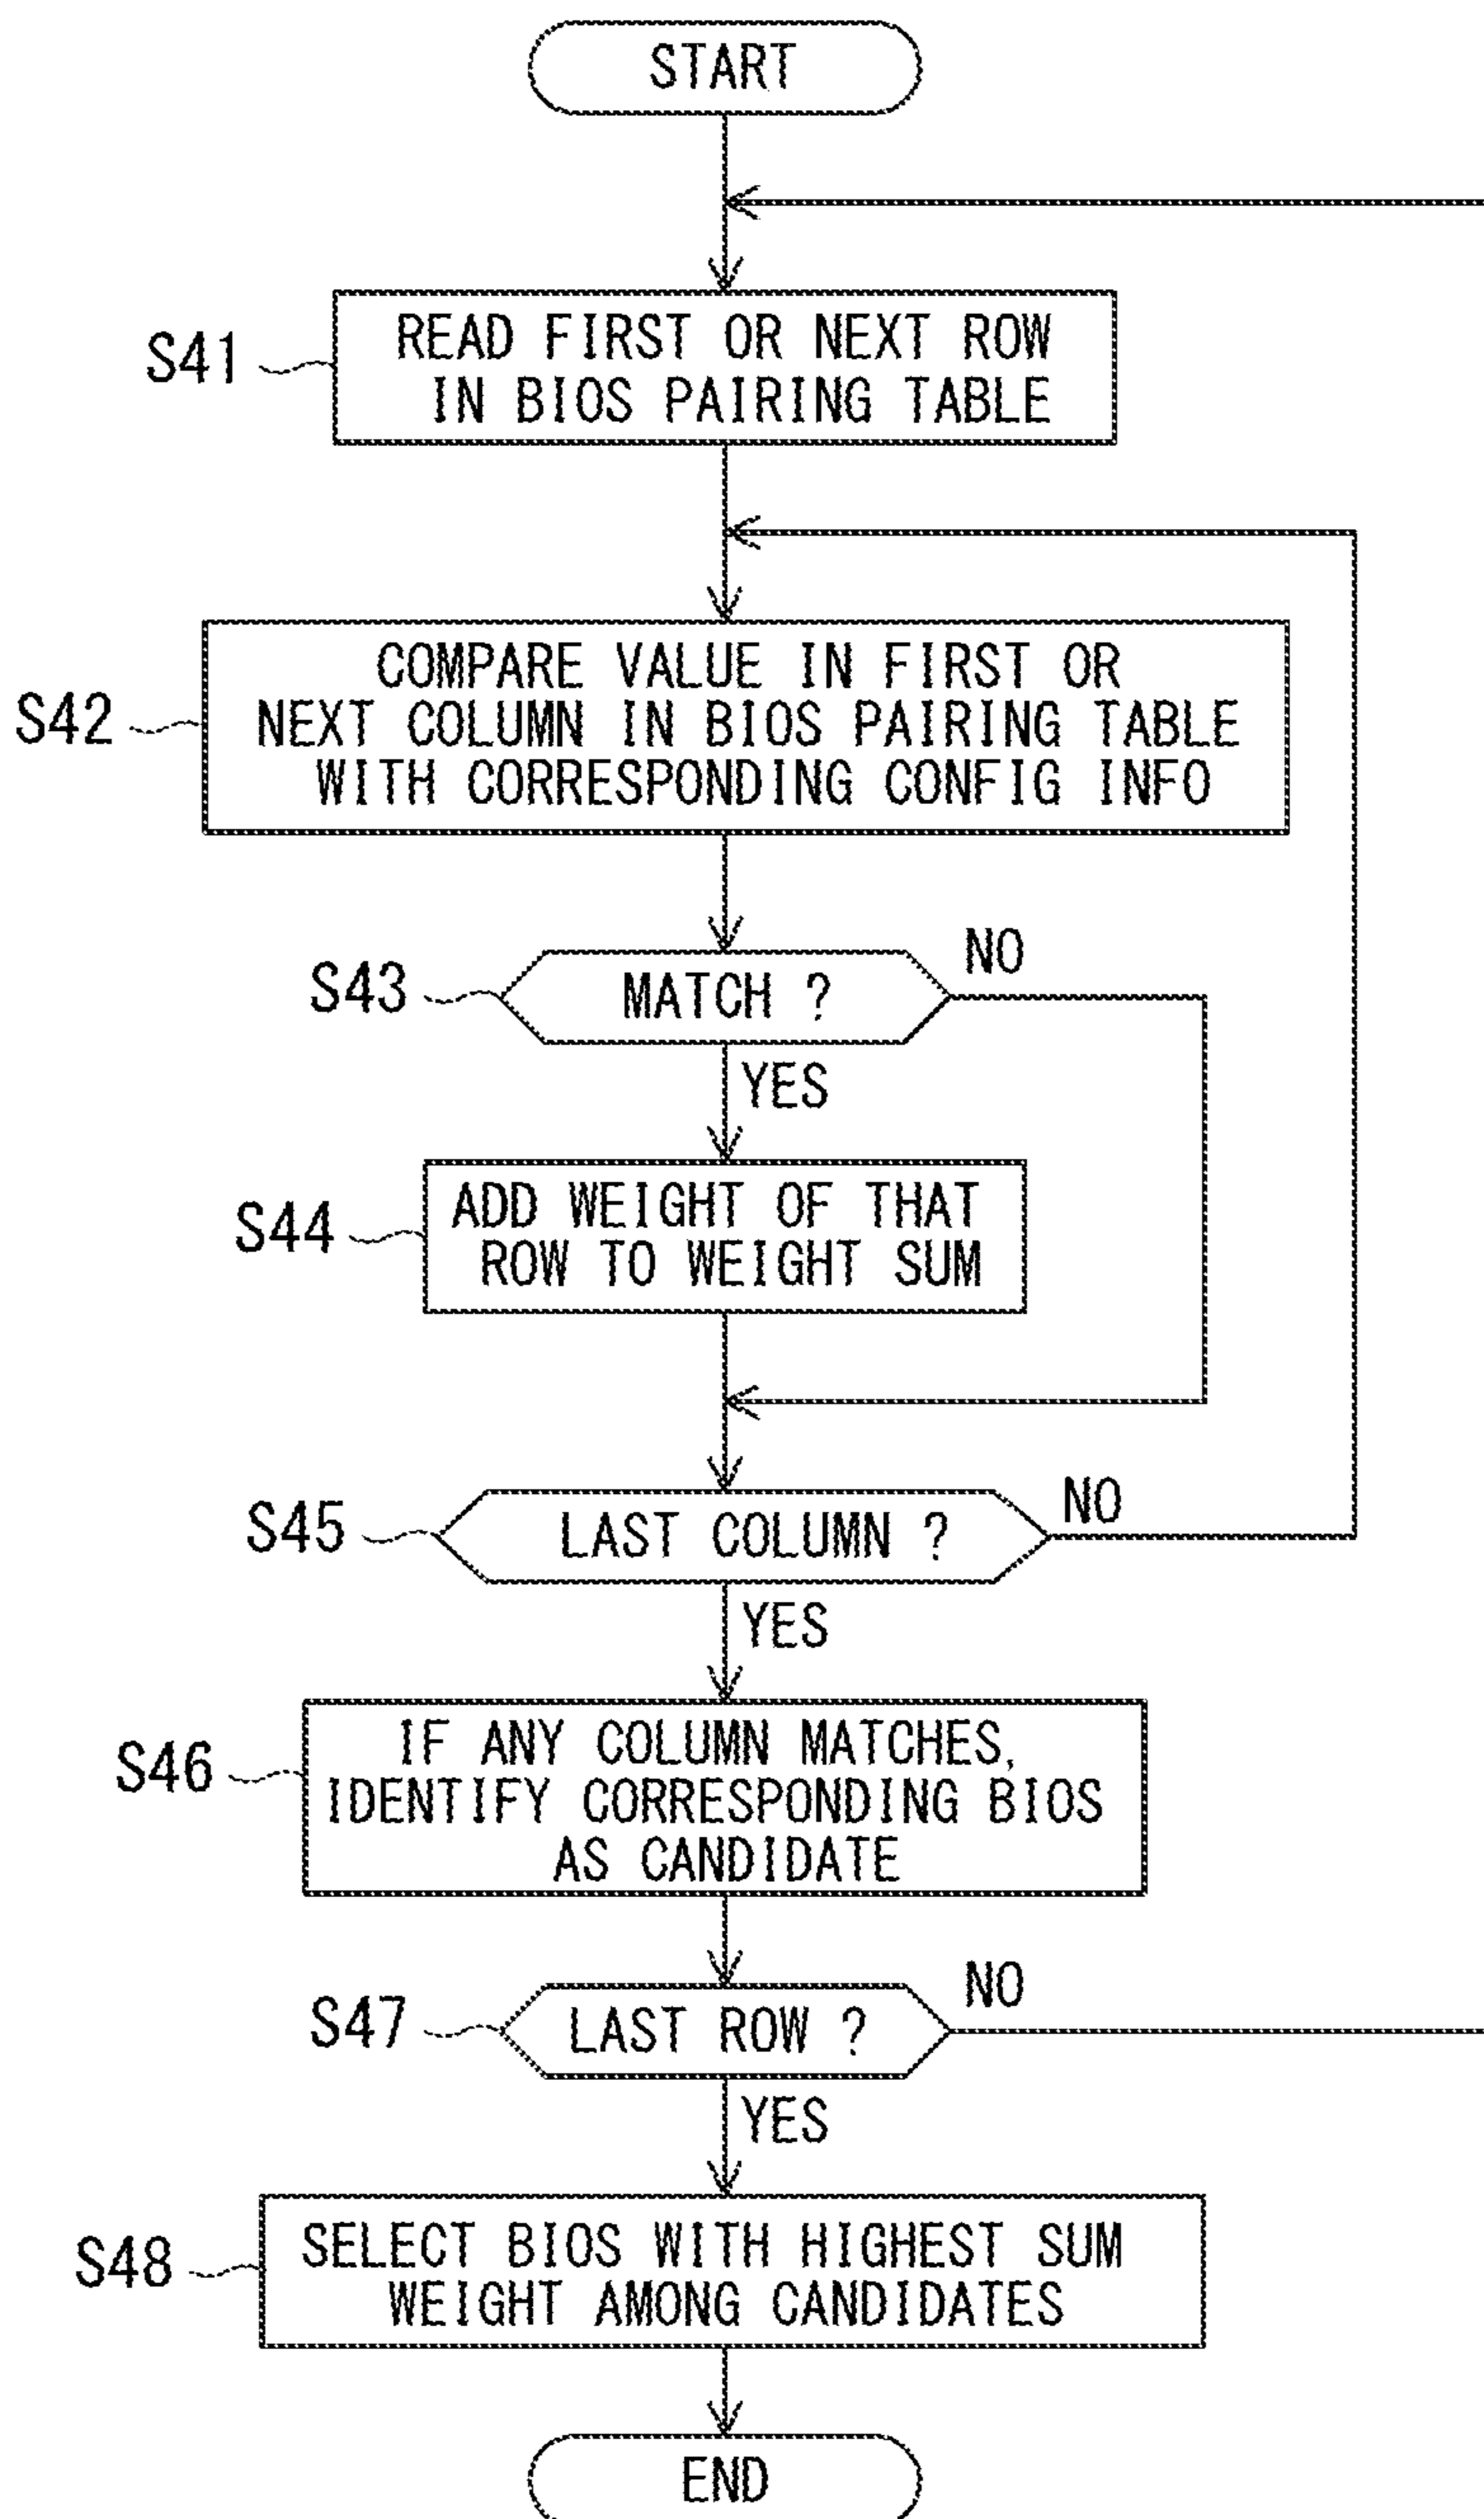 START
S41
READ FIRST OR NEXT ROW
IN BIOS PAIRING TABLE
S42
COMPARE VALUE IN FIRST OR
NEXT COLUMN IN BIOS PAIRING TABLE
WITH CORRESPONDING CONFIG INFO
S43
MATCH ?
NO
YES
S44
ADD WEIGHT OF THAT
ROW TO WEIGHT SUM
S45
LAST COLUMN ?
NO
YES
S46
IF ANY COLUMN MATCHES,
IDENTIFY CORRESPONDING BIOS
AS CANDIDATE
S47
LAST ROW ?
NO
YES
S48
SELECT BIOS WITH HIGHEST SUM
WEIGHT AMONG CANDIDATES
END